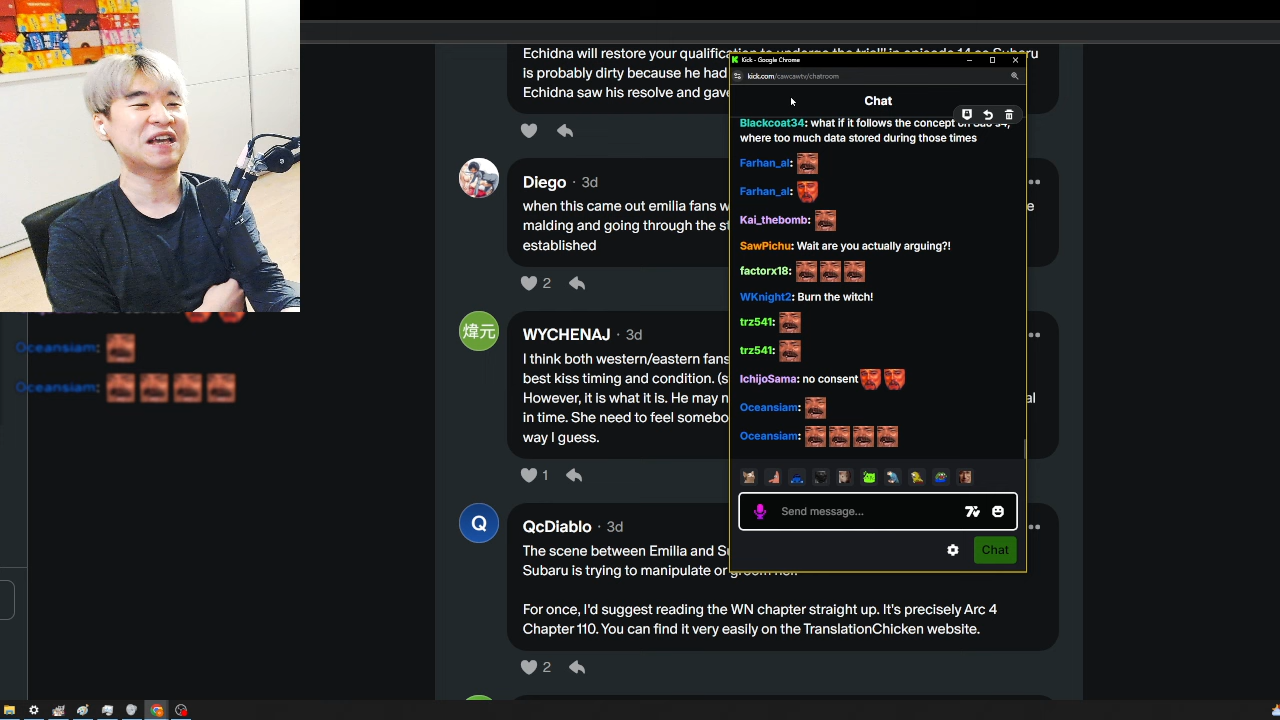 Echidna will restore your qualification to undergo the trial" in episode 14 so Subaru
is probably dirty because he had
Echidna saw his resolve and gave
Diego · 3d
when this came out emilia fans w
malding and going through the st
established
2
煒元
WYCHENAJ · 3d
I think both western/eastern fans
best kiss timing and condition. (s
However, it is what it is. He may n
in time. She need to feel somebo
way I guess.
1
Q
QcDiablo · 3d
The scene between Emilia and Su
Subaru is trying to manipulate or groom her.
For once, I'd suggest reading the WN chapter straight up. It's precisely Arc 4
Chapter 110. You can find it very easily on the TranslationChicken website.
2
Kick - Google Chrome
kick.com/cawcawtv/chatroom
Chat
Blackcoat34: what if it follows the concept
where too much data stored during those times
Farhan_al:
Farhan_al:
Kai_thebomb:
SawPichu: Wait are you actually arguing?!
factorx18:
WKnight2: Burn the witch!
trz541:
trz541:
IchijoSama: no consent
Oceansiam:
Oceansiam:
Send message...
Chat
Oceansiam:
Oceansiam: